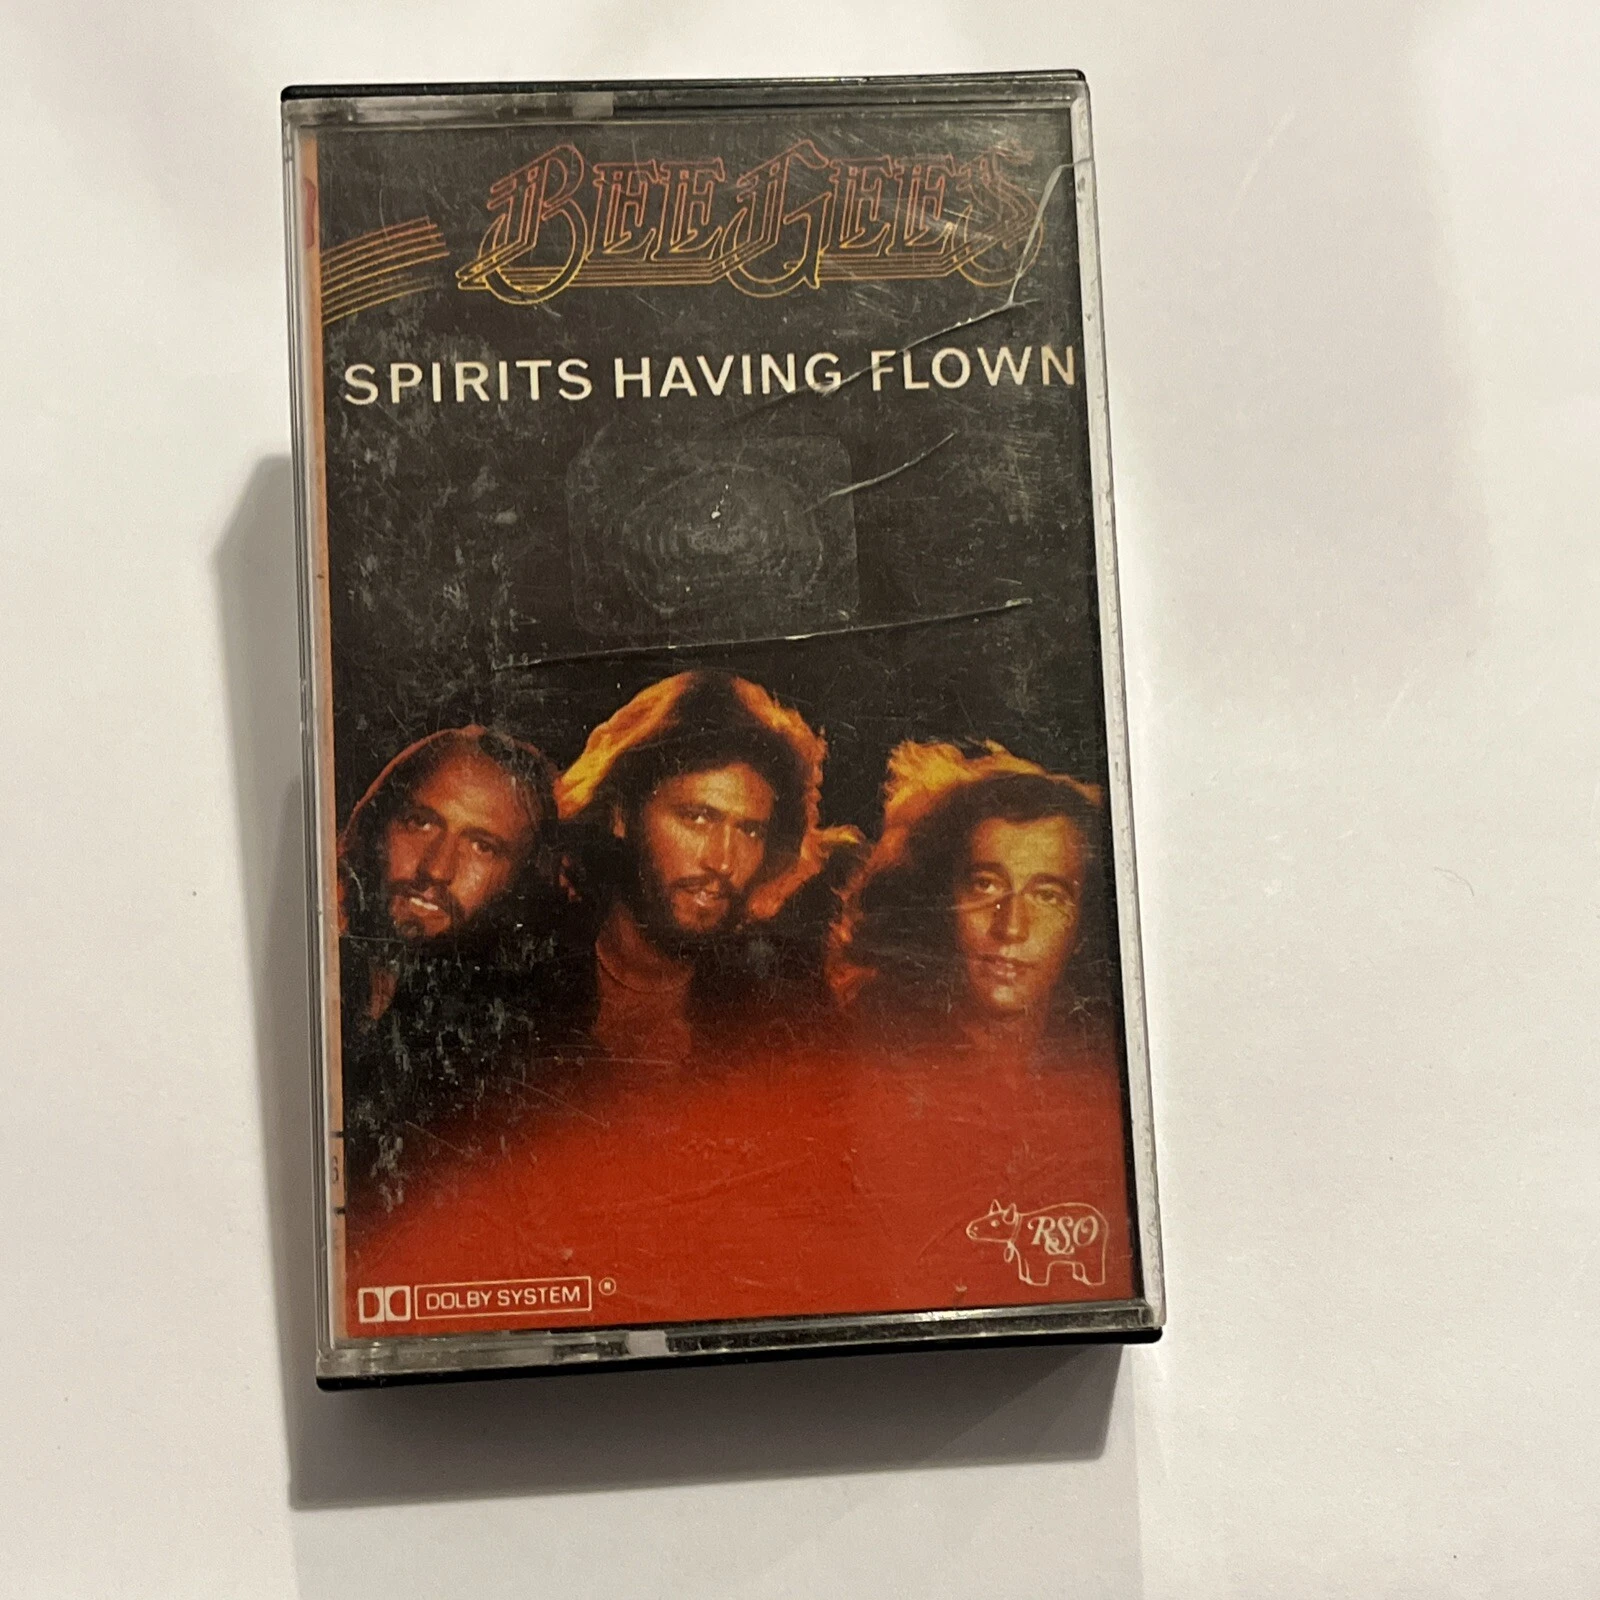 BEE GEES
SPIRITS HAVING FLOWN
RSO
DOLBY SYSTEM ®